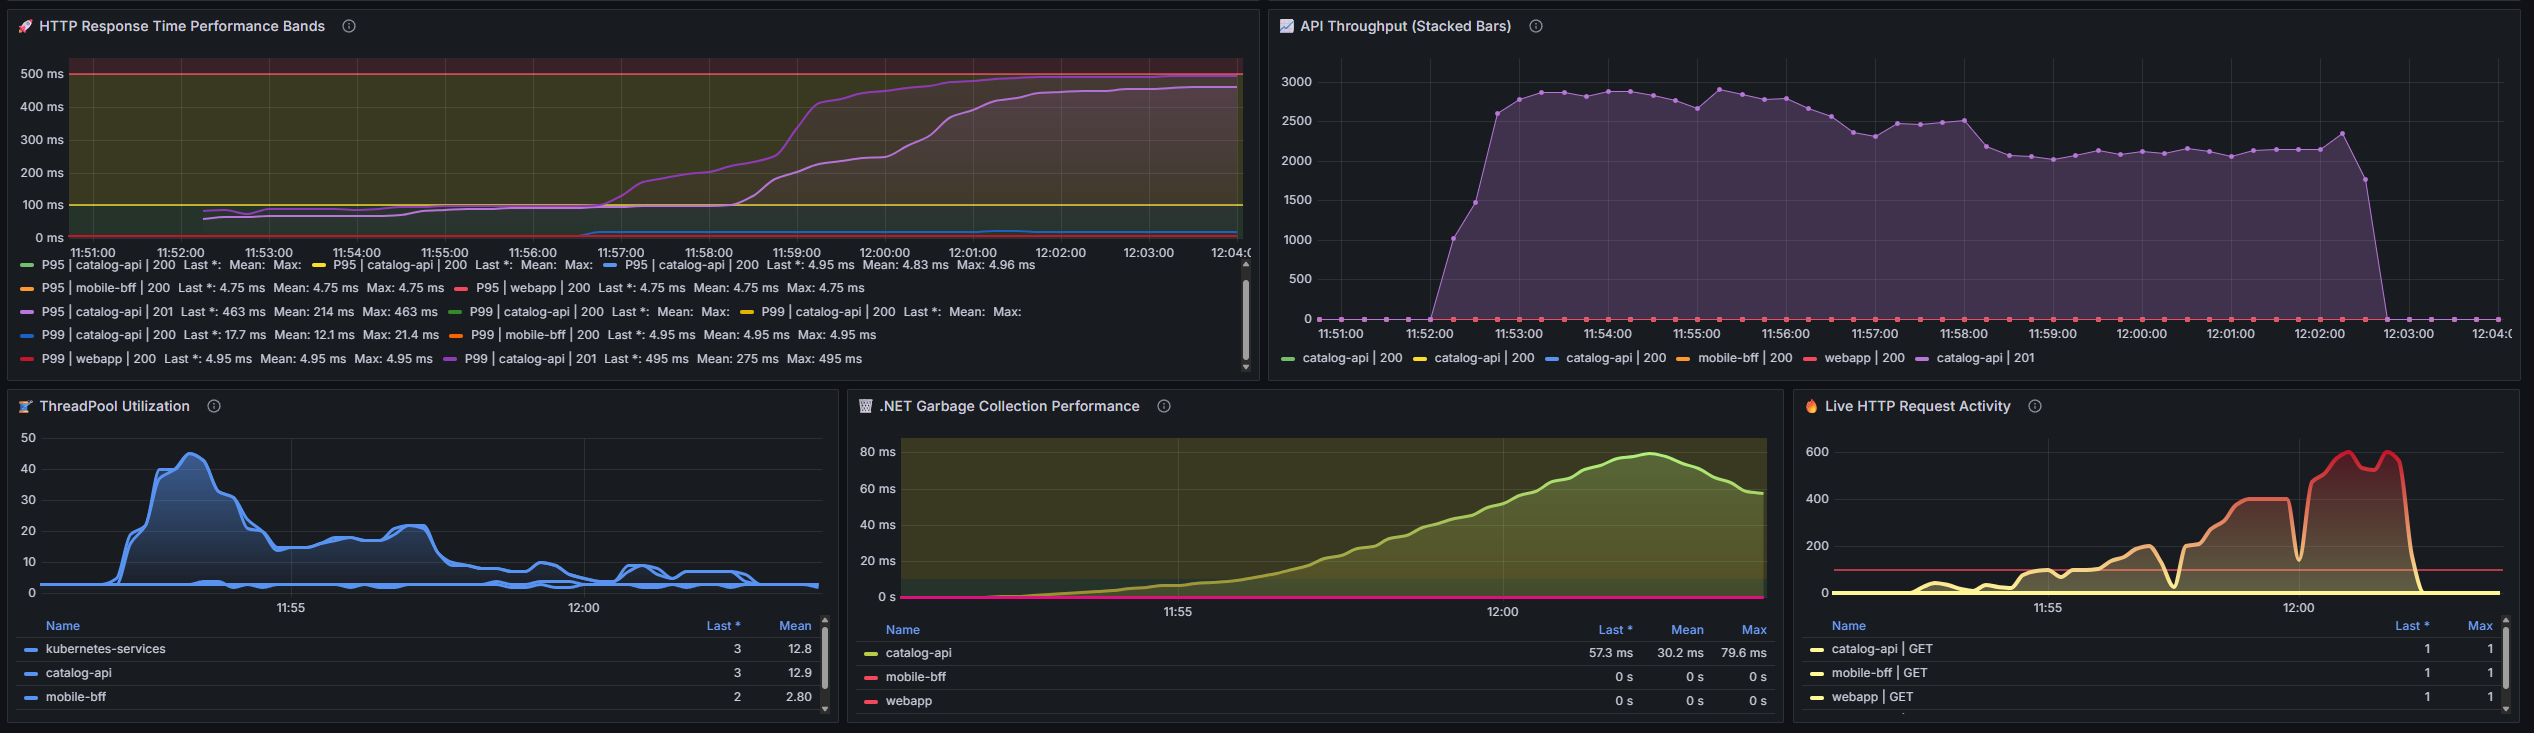 🚀 HTTP Response Time Performance Bands
500 ms
400 ms
300 ms
200 ms
100 ms
0 ms
11:51:00 11:52:00 11:53:00 11:54:00 11:55:00 11:56:00 11:57:00 11:58:00 11:59:00 12:00:00 12:01:00 12:02:00 12:03:00 12:04:0
P95 | catalog-api | 200 Last *: Mean: Max: P95 | catalog-api | 200 Last *: Mean: Max: P95 | catalog-api | 200 Last *: 4.95 ms Mean: 4.83 ms Max: 4.96 ms
P95 | mobile-bff | 200 Last *: 4.75 ms Mean: 4.75 ms Max: 4.75 ms P95 | webapp | 200 Last *: 4.75 ms Mean: 4.75 ms Max: 4.75 ms
P95 | catalog-api | 201 Last *: 463 ms Mean: 214 ms Max: 463 ms P99 | catalog-api | 200 Last *: Mean: Max: P99 | catalog-api | 200 Last *: Mean: Max:
P99 | catalog-api | 200 Last *: 17.7 ms Mean: 12.1 ms Max: 21.4 ms P99 | mobile-bff | 200 Last *: 4.95 ms Mean: 4.95 ms Max: 4.95 ms
P99 | webapp | 200 Last *: 4.95 ms Mean: 4.95 ms Max: 4.95 ms P99 | catalog-api | 201 Last *: 495 ms Mean: 275 ms Max: 495 ms
📈 API Throughput (Stacked Bars)
3000
2500
2000
1500
1000
500
0
11:51:00 11:52:00 11:53:00 11:54:00 11:55:00 11:56:00 11:57:00 11:58:00 11:59:00 12:00:00 12:01:00 12:02:00 12:03:00 12:04:0
catalog-api | 200 catalog-api | 200 catalog-api | 200 mobile-bff | 200 webapp | 200 catalog-api | 201
🧵 ThreadPool Utilization
50
40
30
20
10
0
11:55 12:00
Name Last * Mean
kubernetes-services 3 12.8
catalog-api 3 12.9
mobile-bff 2 2.80
🗑️ .NET Garbage Collection Performance
80 ms
60 ms
40 ms
20 ms
0 s
11:55 12:00
Name Last * Mean Max
catalog-api 57.3 ms 30.2 ms 79.6 ms
mobile-bff 0 s 0 s 0 s
webapp 0 s 0 s 0 s
🔥 Live HTTP Request Activity
600
400
200
0
11:55 12:00
Name Last * Max
catalog-api | GET 1 1
mobile-bff | GET 1 1
webapp | GET 1 1